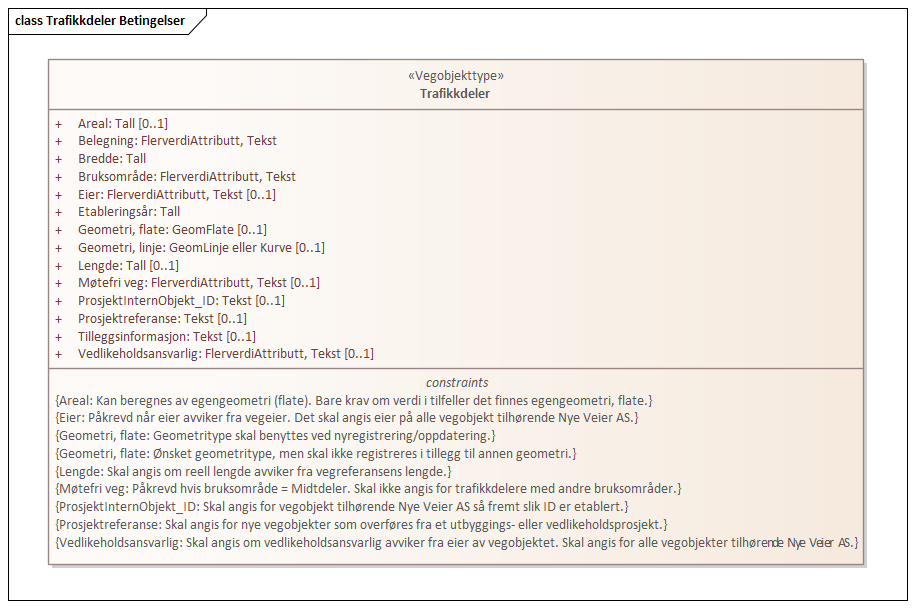 class Trafikkdeler Betingelser
«Vegobjekttype»
Trafikkdeler
+ Areal: Tall [0..1]
+ Belegning: FlerverdiAttributt, Tekst
+ Bredde: Tall
+ Bruksområde: FlerverdiAttributt, Tekst
+ Eier: FlerverdiAttributt, Tekst [0..1]
+ Etableringsår: Tall
+ Geometri, flate: GeomFlate [0..1]
+ Geometri, linje: GeomLinje eller Kurve [0..1]
+ Lengde: Tall [0..1]
+ Møtefri veg: FlerverdiAttributt, Tekst [0..1]
+ ProsjektInternObjekt_ID: Tekst [0..1]
+ Prosjektreferanse: Tekst [0..1]
+ Tilleggsinformasjon: Tekst [0..1]
+ Vedlikeholdsansvarlig: FlerverdiAttributt, Tekst [0..1]
constraints
{Areal: Kan beregnes av egengeometri (flate). Bare krav om verdi i tilfeller det finnes egengeometri, flate.}
{Eier: Påkrevd når eier avviker fra vegeier. Det skal angis eier på alle vegobjekt tilhørende Nye Veier AS.}
{Geometri, flate: Geometritype skal benyttes ved nyregistrering/oppdatering.}
{Geometri, flate: Ønsket geometritype, men skal ikke registreres i tillegg til annen geometri.}
{Lengde: Skal angis om reell lengde avviker fra vegreferansens lengde.}
{Møtefri veg: Påkrevd hvis bruksområde = Midtdeler. Skal ikke angis for trafikkdelere med andre bruksområder.}
{ProsjektInternObjekt_ID: Skal angis for vegobjekt tilhørende Nye Veier AS så fremt slik ID er etablert.}
{Prosjektreferanse: Skal angis for nye vegobjekter som overføres fra et utbyggings- eller vedlikeholdsprosjekt.}
{Vedlikeholdsansvarlig: Skal angis om vedlikeholdsansvarlig avviker fra eier av vegobjektet. Skal angis for alle vegobjekter tilhørende Nye Veier AS.}